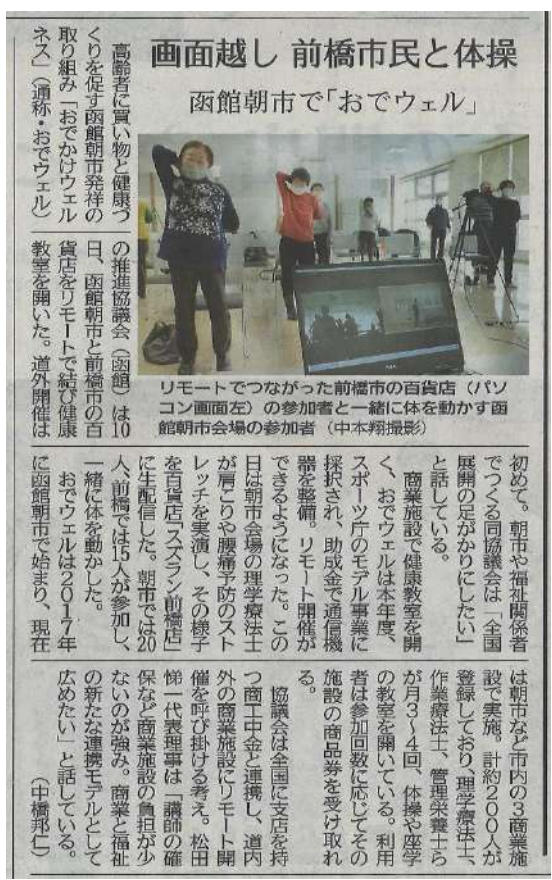 画面越し 前橋市民と体操
函館朝市で「おでウェル」
高齢者に買い物と健康づ
くりを促す函館朝市発祥の
取り組み「おでかけウェル
ネス」（通称・おでウェル）
の推進協議会（函館）は10
日、函館朝市と前橋市の百
貨店をリモートで結び健康
教室を開いた。道外開催は
リモートでつながった前橋市の百貨店（パソ
コン画面左）の参加者と一緒に体を動かす函
館朝市会場の参加者（中本翔撮影）
初めて。朝市や福祉関係者
でつくる同協議会は「全国
展開の足がかりにしたい」
と話している。
商業施設で健康教室を開
く、おでウェルは本年度、
スポーツ庁のモデル事業に
採択され、助成金で通信機
器を整備。リモート開催が
できるようになった。この
日は朝市会場の理学療法士
が肩こりや腰痛予防のスト
レッチを実演し、その様子
を百貨店「スズラン前橋店」
に生配信した。朝市では20
人、前橋では15人が参加し、
一緒に体を動かした。
おでウェルは２０１７年
に函館朝市で始まり、現在
は朝市など市内の３商業施
設で実施。計約２００人が
登録しており、理学療法士、
作業療法士、管理栄養士ら
が月３～４回、体操や座学
の教室を開いている。利用
者は参加回数に応じてその
施設の商品券を受け取れ
る。
協議会は全国に支店を持
つ商工中金と連携し、道内
外の商業施設にリモート開
催を呼び掛ける考え。松田
悌一代表理事は「講師の確
保など商業施設の負担が少
ないのが強み。商業と福祉
の新たな連携モデルとして
広めたい」と話している。
（中橋邦仁）